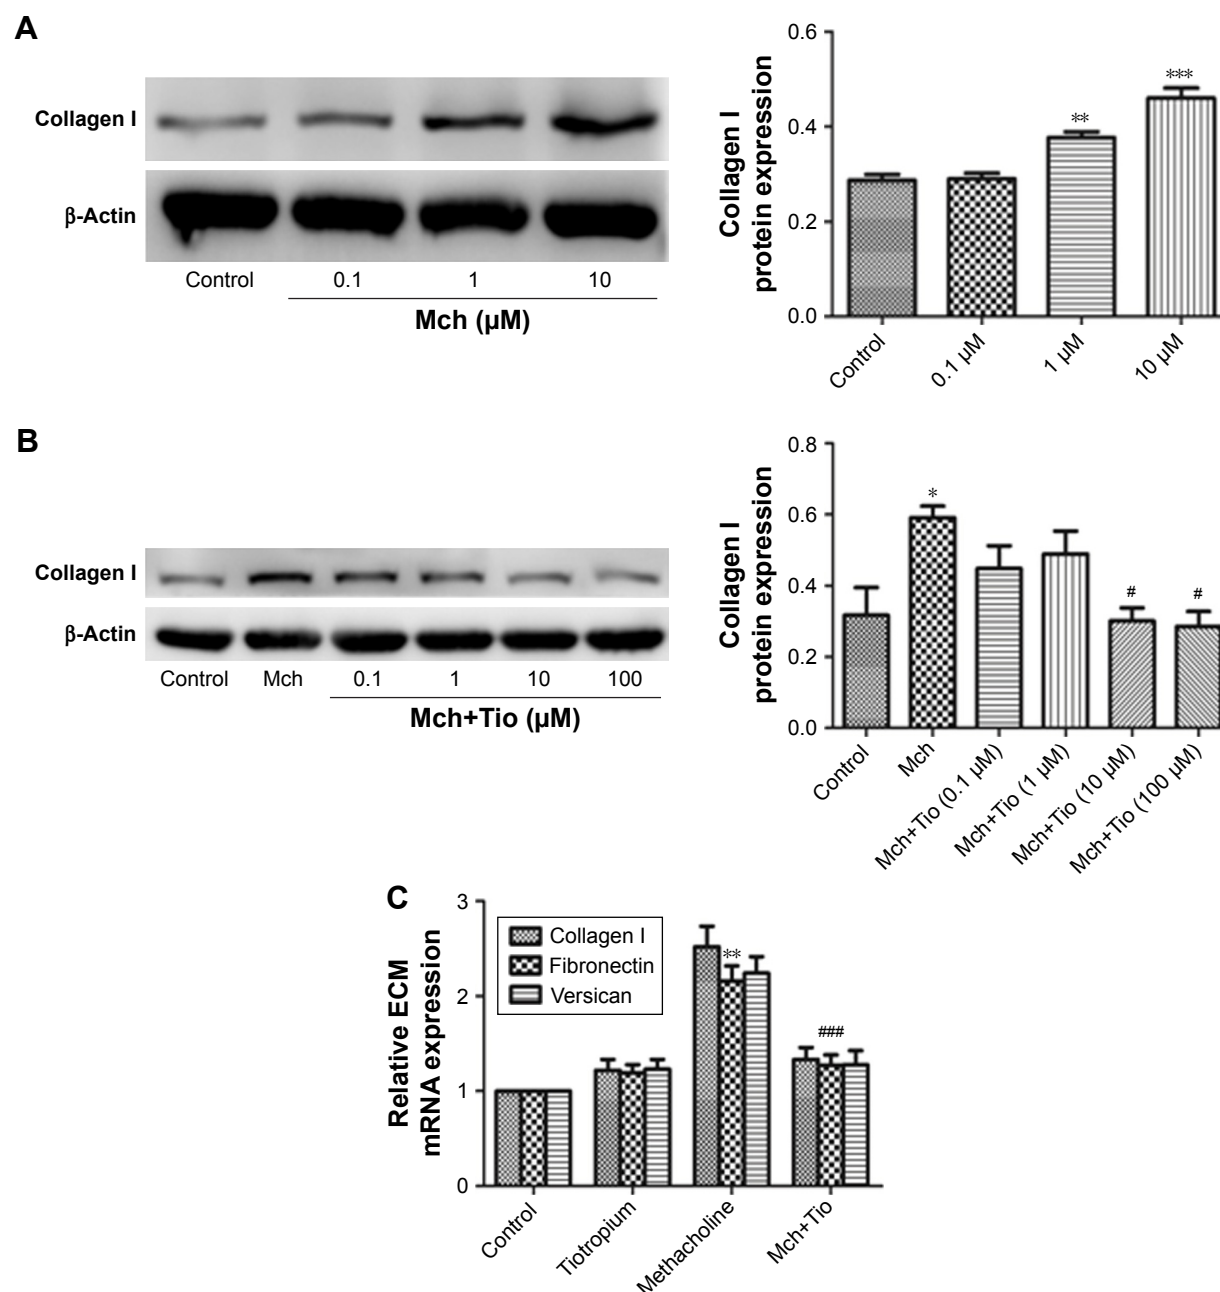 A
Collagen I
β-Actin
Control 0.1 1 10
Mch (µM)
Collagen I
protein expression
0.6
0.4
0.2
0.0
**
***
Control
0.1 µM
1 µM
10 µM
B
Collagen I
β-Actin
Control Mch 0.1 1 10 100
Mch+Tio (µM)
Collagen I
protein expression
0.8
0.6
0.4
0.2
0.0
*
#
#
Control
Mch
Mch+Tio (0.1 µM)
Mch+Tio (1 µM)
Mch+Tio (10 µM)
Mch+Tio (100 µM)
C
Relative ECM
mRNA expression
3
2
1
0
Collagen I
Fibronectin
Versican
**
###
Control
Tiotropium
Methacholine
Mch+Tio